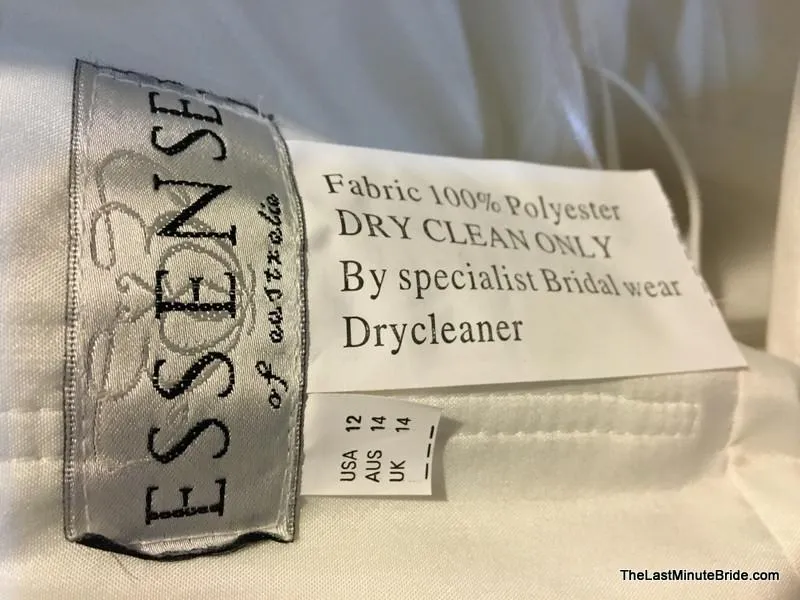 ESSENSE
of australia
Fabric 100% Polyester
DRY CLEAN ONLY
By specialist Bridal wear
Drycleaner
USA 12
AUS 14
UK 14
TheLastMinuteBride.com